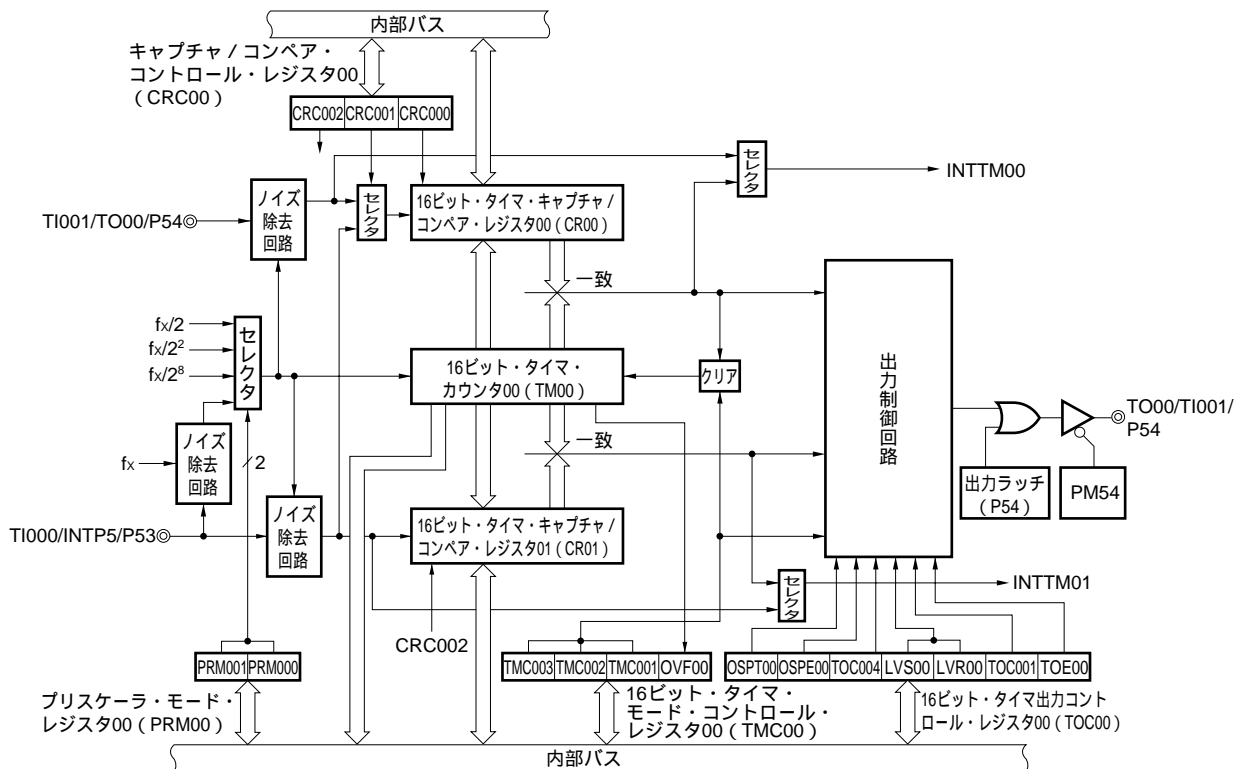 内部バス
キャプチャ / コンペア・
コントロール・レジスタ00
（CRC00）
CRC002 CRC001 CRC000
セレクタ
INTTM00
TI001/TO00/P54
ノイズ
除去
回路
セレクタ
16ビット・タイマ・キャプチャ /
コンペア・レジスタ00（CR00）
一致
fx/2
fx/2²
fx/2⁸
セレクタ
16ビット・タイマ・
カウンタ00（TM00）
クリア
出力制御回路
TO00/TI001/
P54
fx
ノイズ
除去
回路
2
一致
出力ラッチ
（P54）
PM54
TI000/INTP5/P53
ノイズ
除去
回路
16ビット・タイマ・キャプチャ /
コンペア・レジスタ01（CR01）
セレクタ
INTTM01
CRC002
PRM001 PRM000
TMC003 TMC002 TMC001 OVF00
OSPT00 OSPE00 TOC004 LVS00 LVR00 TOC001 TOE00
プリスケーラ・モード・
レジスタ00（PRM00）
16ビット・タイマ・
モード・コントロール・
レジスタ00（TMC00）
16ビット・タイマ出力コント
ロール・レジスタ00（TOC00）
内部バス